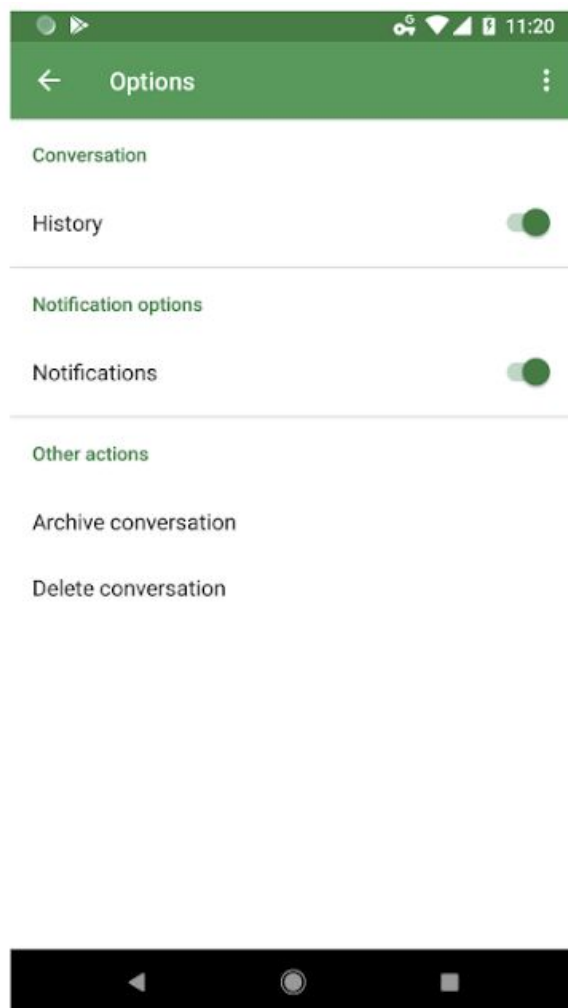 G
11:20
Options
Conversation
History
Notification options
Notifications
Other actions
Archive conversation
Delete conversation